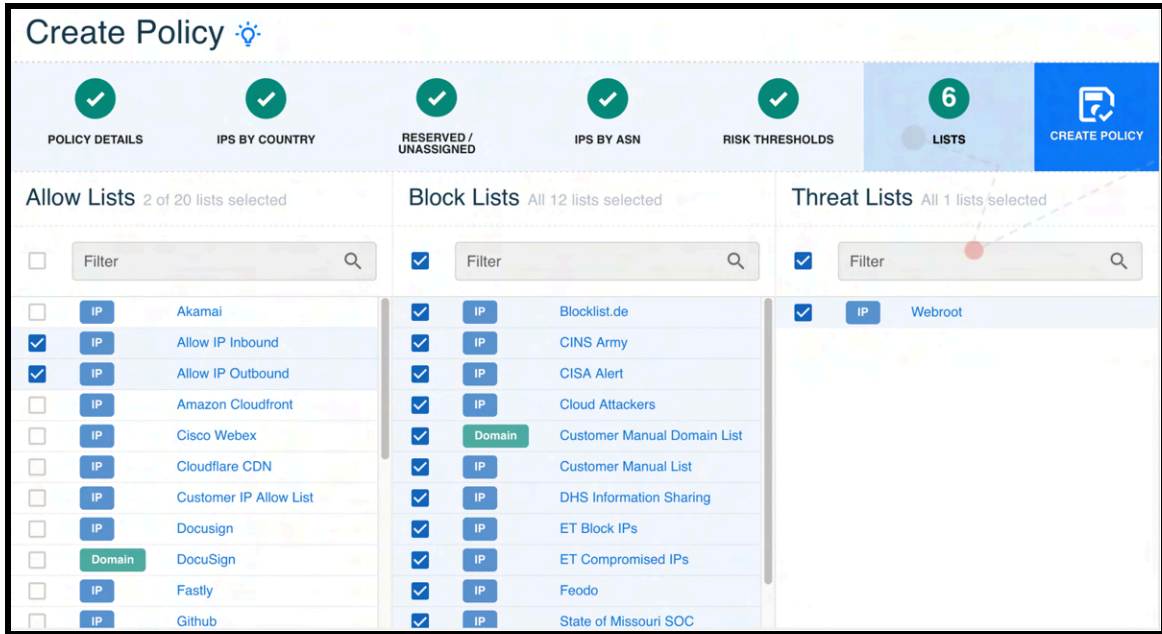 Create Policy
POLICY DETAILS
IPS BY COUNTRY
RESERVED /
UNASSIGNED
IPS BY ASN
RISK THRESHOLDS
6
LISTS
CREATE POLICY
Allow Lists 2 of 20 lists selected
Filter
IP Akamai
IP Allow IP Inbound
IP Allow IP Outbound
IP Amazon Cloudfront
IP Cisco Webex
IP Cloudflare CDN
IP Customer IP Allow List
IP Docusign
Domain DocuSign
IP Fastly
IP Github
Block Lists All 12 lists selected
Filter
IP Blocklist.de
IP CINS Army
IP CISA Alert
IP Cloud Attackers
Domain Customer Manual Domain List
IP Customer Manual List
IP DHS Information Sharing
IP ET Block IPs
IP ET Compromised IPs
IP Feodo
IP State of Missouri SOC
Threat Lists All 1 lists selected
Filter
IP Webroot